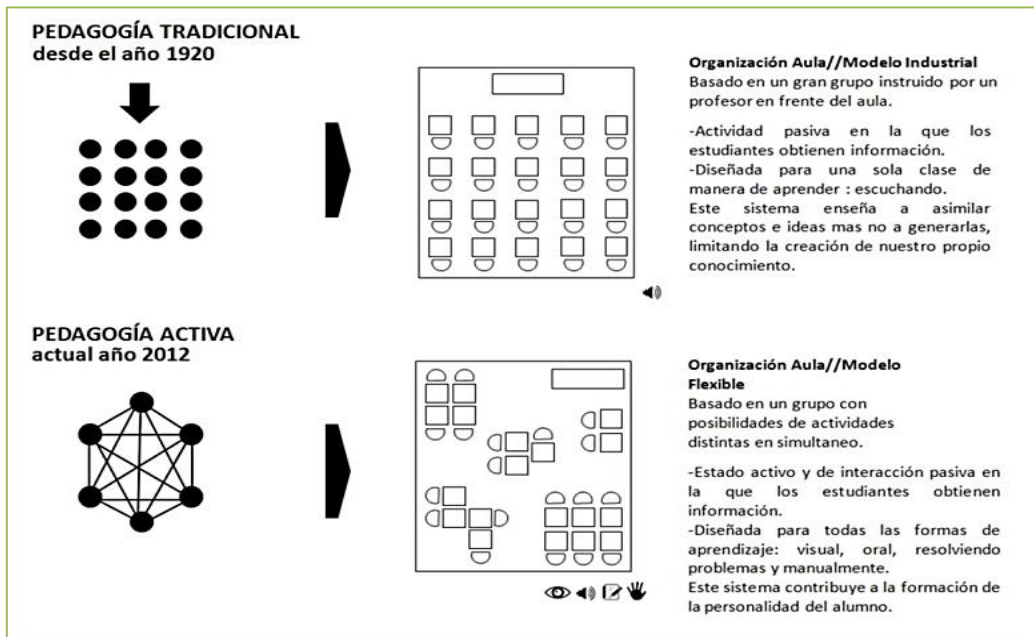 PEDAGOGÍA TRADICIONAL
desde el año 1920
Organización Aula//Modelo Industrial
Basado en un gran grupo instruido por un
profesor en frente del aula.
-Actividad pasiva en la que los
estudiantes obtienen información.
-Diseñada para una sola clase de
manera de aprender : escuchando.
Este sistema enseña a asimilar
conceptos e ideas mas no a generarlas,
limitando la creación de nuestro propio
conocimiento.
PEDAGOGÍA ACTIVA
actual año 2012
Organización Aula//Modelo
Flexible
Basado en un grupo con
posibilidades de actividades
distintas en simultaneo.
-Estado activo y de interacción pasiva en
la que los estudiantes obtienen
información.
-Diseñada para todas las formas de
aprendizaje: visual, oral, resolviendo
problemas y manualmente.
Este sistema contribuye a la formación de
la personalidad del alumno.